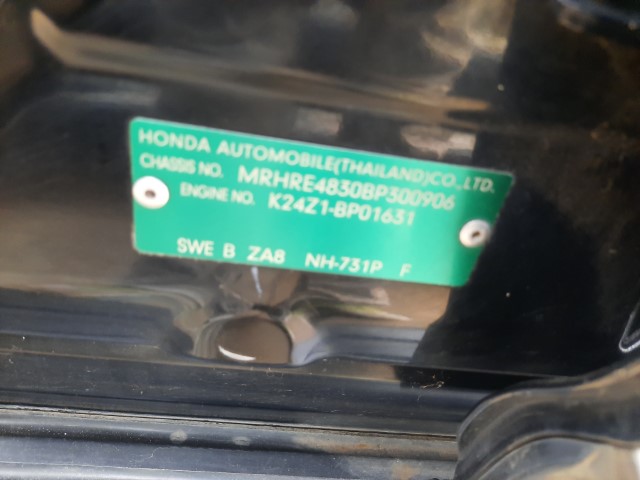 HONDA AUTOMOBILE(THAILAND)CO.,LTD.
CHASSIS NO. MRHRE4830BP300906
ENGINE NO. K24Z1-BP01631
SWE B ZA8 NH-731P F